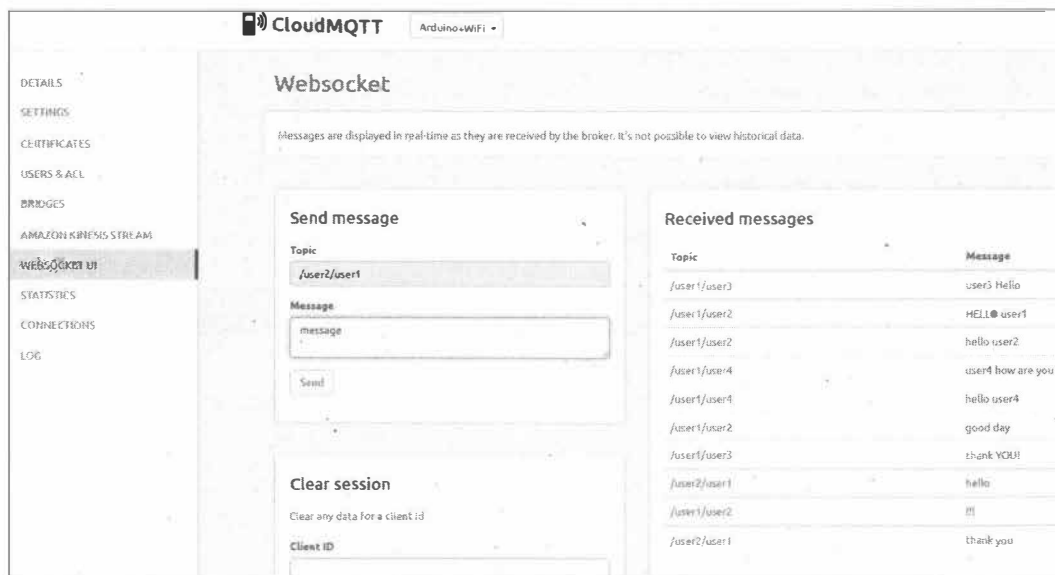 CloudMQTT
Arduino+WiFi
DETAILS
SETTINGS
CERTIFICATES
USERS & ACL
BRIDGES
AMAZON KINESIS STREAM
WEBSOCKET UI
STATISTICS
CONNECTIONS
LOG
Websocket
Messages are displayed in real-time as they are received by the broker. It's not possible to view historical data.
Send message
Topic
/user2/user1
Message
message
Send
Clear session
Clear any data for a client id
Client ID
Received messages
Topic Message
/user1/user3 user3 Hello
/user1/user2 HELLO user1
/user1/user2 hello user2
/user1/user4 user4 how are you
/user1/user4 hello user4
/user1/user2 good day
/user1/user3 thank YOU!
/user2/user1 hello
/user1/user2 !!!
/user2/user1 thank you